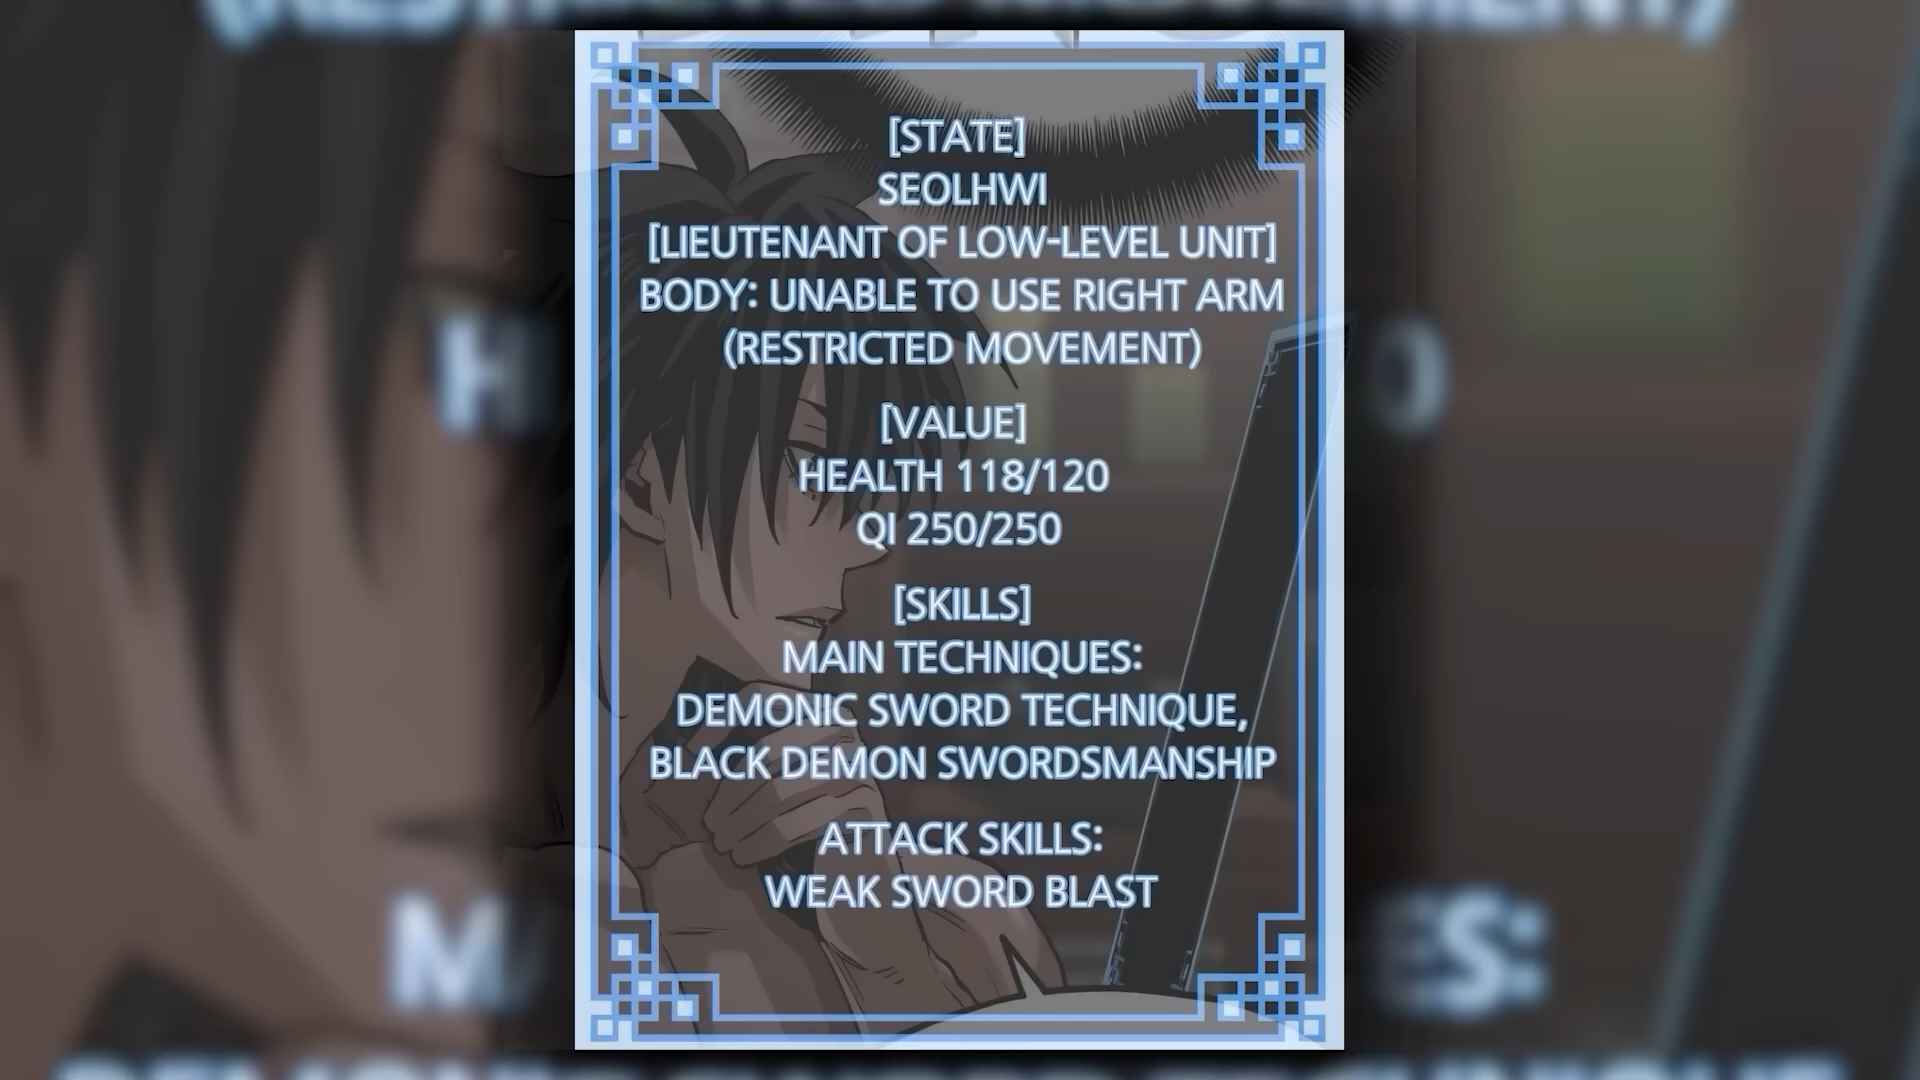 [STATE]
SEOLHWI
[LIEUTENANT OF LOW-LEVEL UNIT]
BODY: UNABLE TO USE RIGHT ARM
(RESTRICTED MOVEMENT)
[VALUE]
HEALTH 118/120
QI 250/250
[SKILLS]
MAIN TECHNIQUES:
DEMONIC SWORD TECHNIQUE,
BLACK DEMON SWORDSMANSHIP
ATTACK SKILLS:
WEAK SWORD BLAST